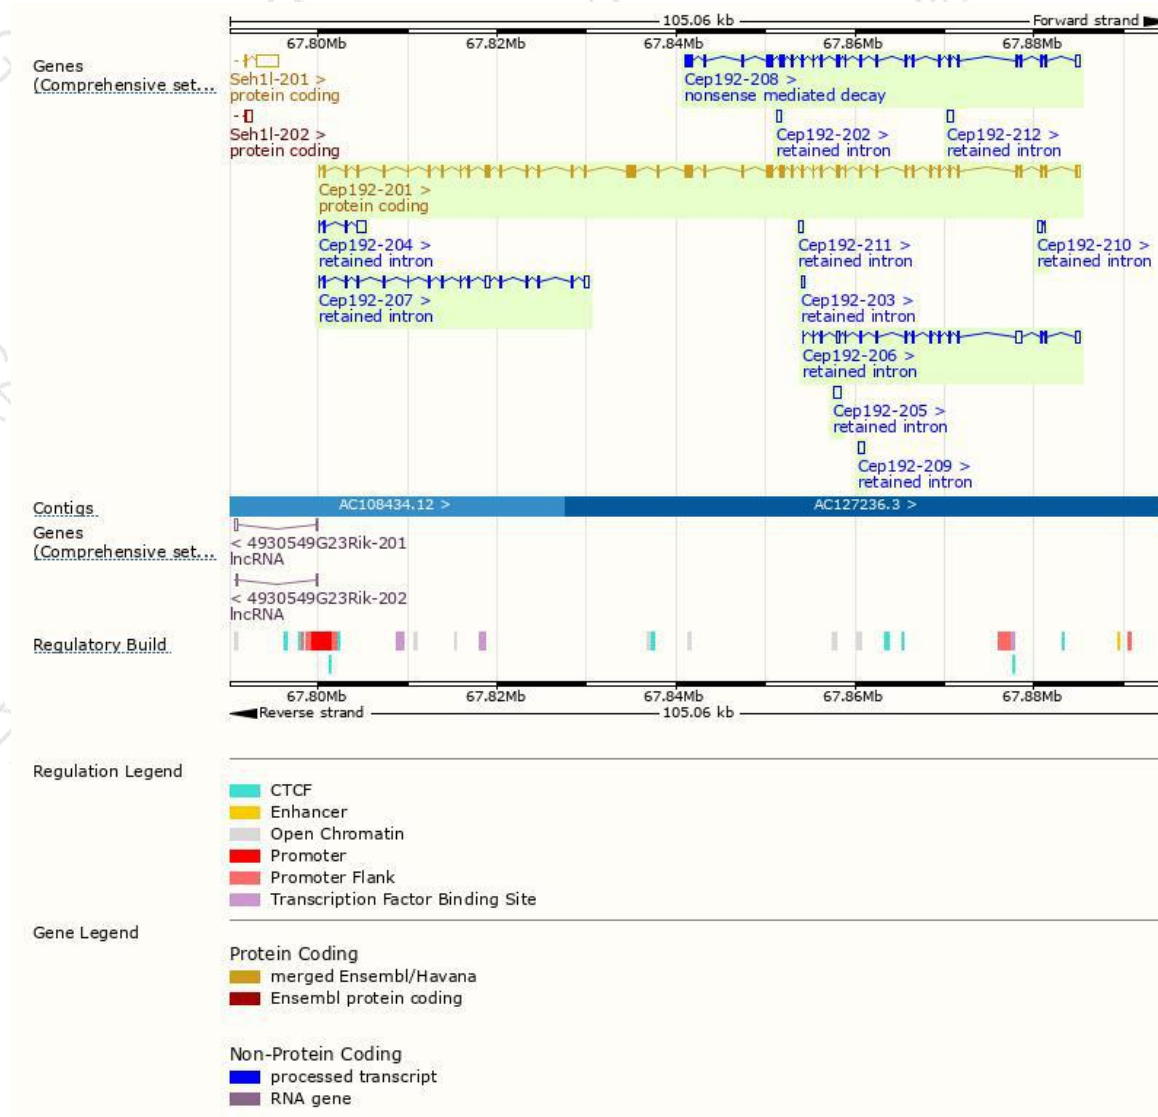 105.06 kb Forward strand
67.80Mb 67.82Mb 67.84Mb 67.86Mb 67.88Mb
Genes
(Comprehensive set...
Seh1l-201 >
protein coding
Cep192-208 >
nonsense mediated decay
Seh1l-202 >
protein coding
Cep192-202 >
retained intron
Cep192-212 >
retained intron
Cep192-201 >
protein coding
Cep192-204 >
retained intron
Cep192-211 >
retained intron
Cep192-210 >
retained intron
Cep192-207 >
retained intron
Cep192-203 >
retained intron
Cep192-206 >
retained intron
Cep192-205 >
retained intron
Cep192-209 >
retained intron
Contigs
AC108434.12 > AC127236.3 >
Genes
(Comprehensive set...
< 4930549G23Rik-201
lncRNA
< 4930549G23Rik-202
lncRNA
Regulatory Build
67.80Mb 67.82Mb 67.84Mb 67.86Mb 67.88Mb
Reverse strand 105.06 kb
Regulation Legend
CTCF
Enhancer
Open Chromatin
Promoter
Promoter Flank
Transcription Factor Binding Site
Gene Legend
Protein Coding
merged Ensembl/Havana
Ensembl protein coding
Non-Protein Coding
processed transcript
RNA gene